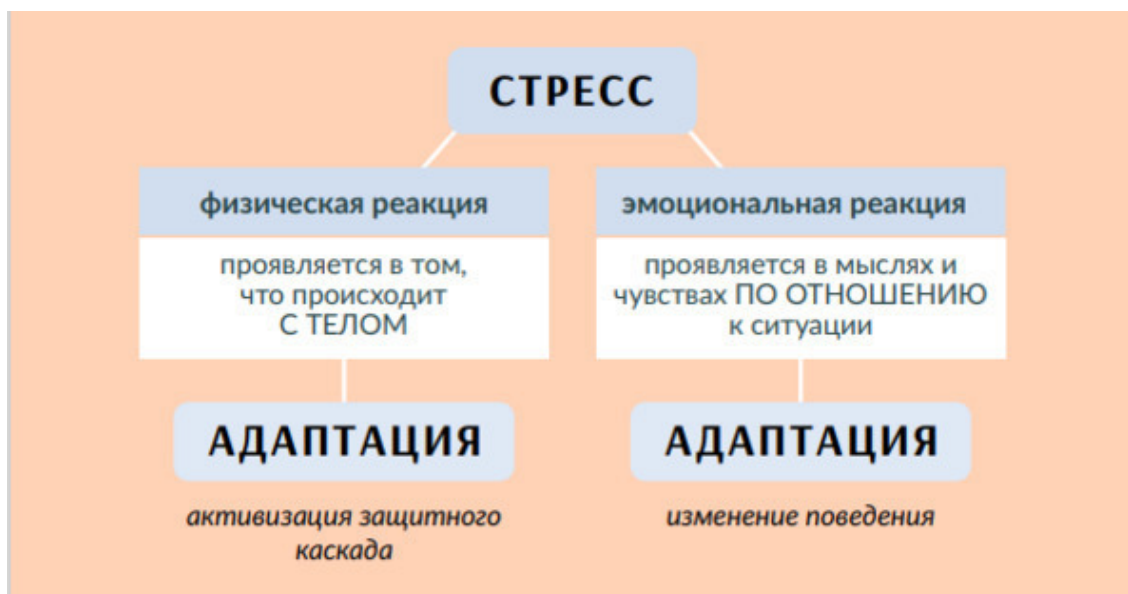 СТРЕСС
физическая реакция
проявляется в том,
что происходит
С ТЕЛОМ
АДАПТАЦИЯ
активизация защитного
каскада
эмоциональная реакция
проявляется в мыслях и
чувствах ПО ОТНОШЕНИЮ
к ситуации
АДАПТАЦИЯ
изменение поведения